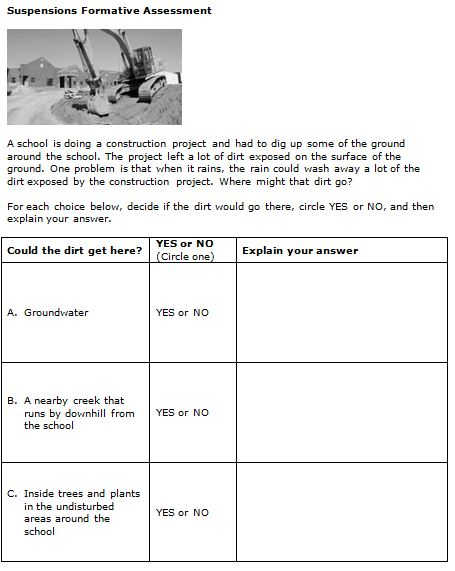 Suspensions Formative Assessment
A school is doing a construction project and had to dig up some of the ground
around the school. The project left a lot of dirt exposed on the surface of the
ground. One problem is that when it rains, the rain could wash away a lot of the
dirt exposed by the construction project. Where might that dirt go?
For each choice below, decide if the dirt would go there, circle YES or NO, and then
explain your answer.
Could the dirt get here?
YES or NO
(Circle one)
Explain your answer
A. Groundwater
YES or NO
B. A nearby creek that
runs by downhill from
the school
YES or NO
C. Inside trees and plants
in the undisturbed
areas around the
school
YES or NO